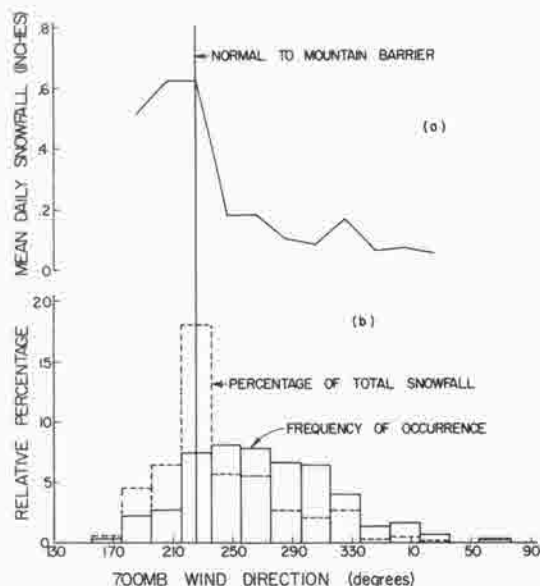 MEAN DAILY SNOWFALL (INCHES)
.8
.6
.4
.2
0
NORMAL TO MOUNTAIN BARRIER
(a)
RELATIVE PERCENTAGE
20
15
10
5
0
(b)
PERCENTAGE OF TOTAL SNOWFALL
FREQUENCY OF OCCURRENCE
130 170 210 250 290 330 10 50 90
700MB WIND DIRECTION (degrees)